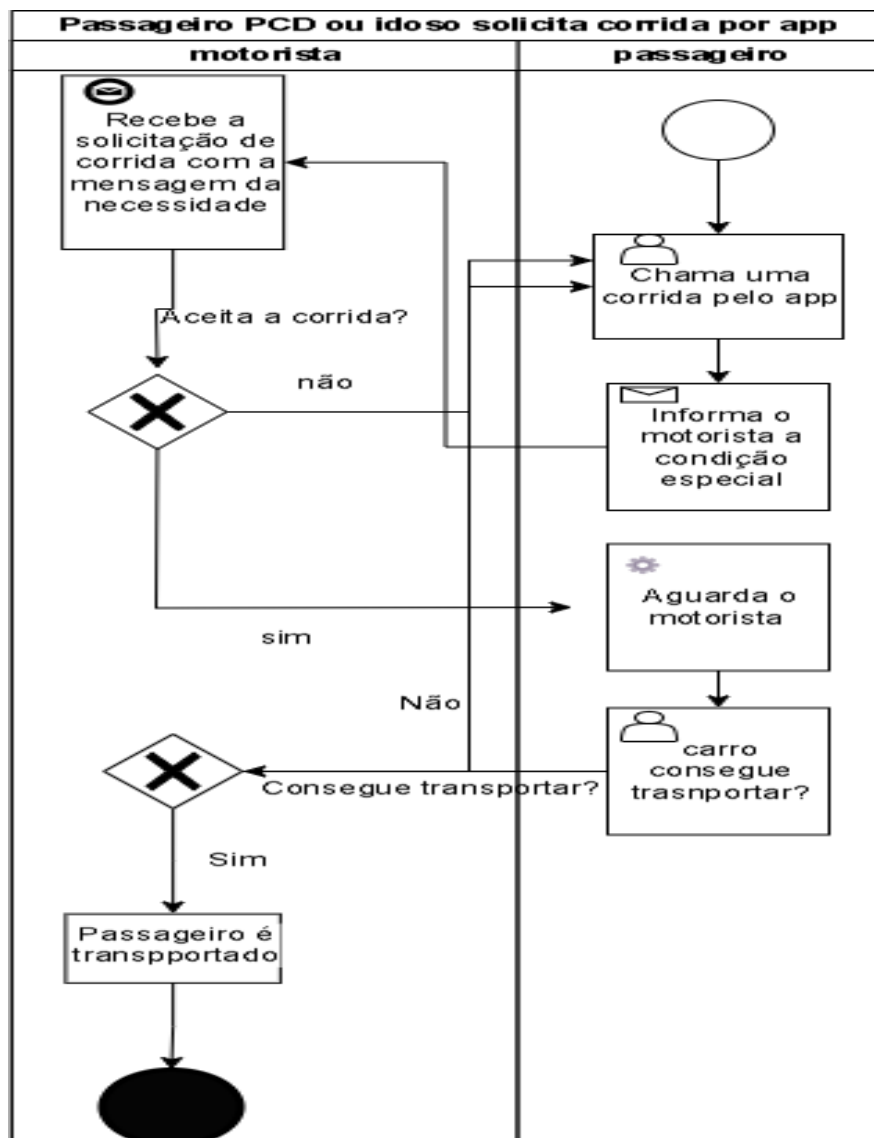 Passageiro PCD ou idoso solicita corrida por app
motorista
passageiro
Recebe a
solicitação de
corrida com a
mensagem da
necessidade
Chama uma
corrida pelo app
Aceita a corrida?
não
Informa o
motorista a
condição
especial
Aguarda o
motorista
sim
Não
carro
consegue
trasnportar?
Consegue transportar?
Sim
Passageiro é
transpportado